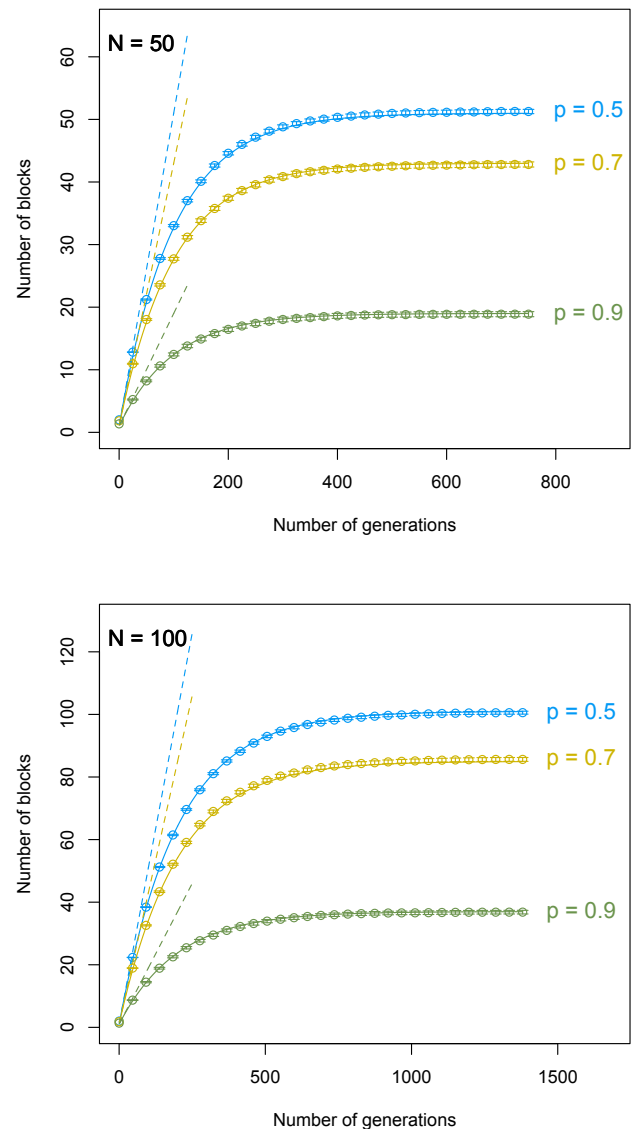 N = 50
60
50
40
30
20
10
0
Number of blocks
p = 0.5
p = 0.7
p = 0.9
0 200 400 600 800
Number of generations
N = 100
120
100
80
60
40
20
0
Number of blocks
p = 0.5
p = 0.7
p = 0.9
0 500 1000 1500
Number of generations